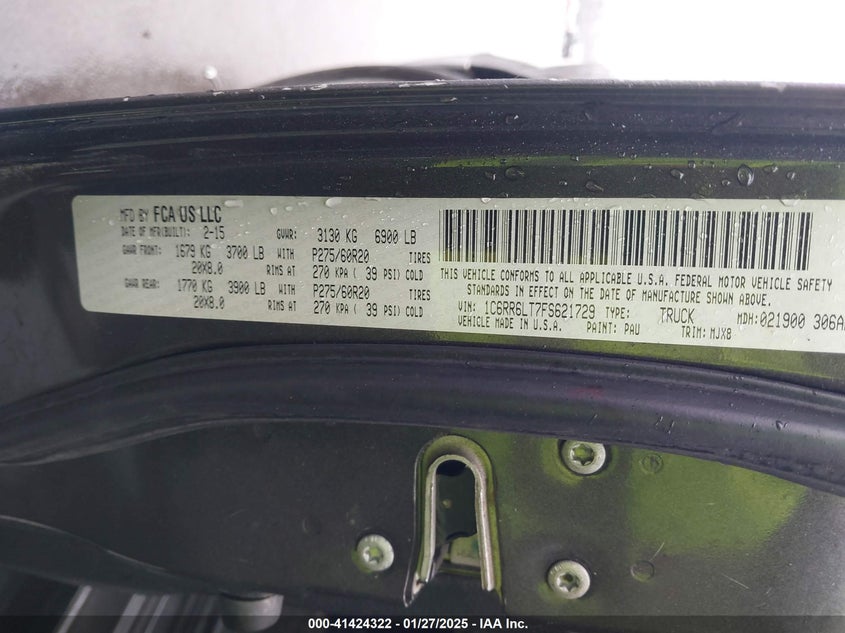 MFD BY FCA US LLC
DATE OF MFR(BUILT): 2-15 GVWR: 3130 KG 6900 LB
GAWR FRONT: 1679 KG 3700 LB WITH P275/60R20 TIRES
20X8.0 RIMS AT 270 KPA ( 39 PSI) COLD
GAWR REAR: 1770 KG 3900 LB WITH P275/60R20 TIRES
20X8.0 RIMS AT 270 KPA ( 39 PSI) COLD
THIS VEHICLE CONFORMS TO ALL APPLICABLE U.S.A. FEDERAL MOTOR VEHICLE SAFETY
STANDARDS IN EFFECT ON THE DATE OF MANUFACTURE SHOWN ABOVE.
VIN: 1C6RR6LT7FS621729 TYPE: TRUCK MDH:021900 306A
VEHICLE MADE IN U.S.A. PAINT: PAU TRIM: MJX8
000-41424322 | 01/27/2025 - IAA Inc.